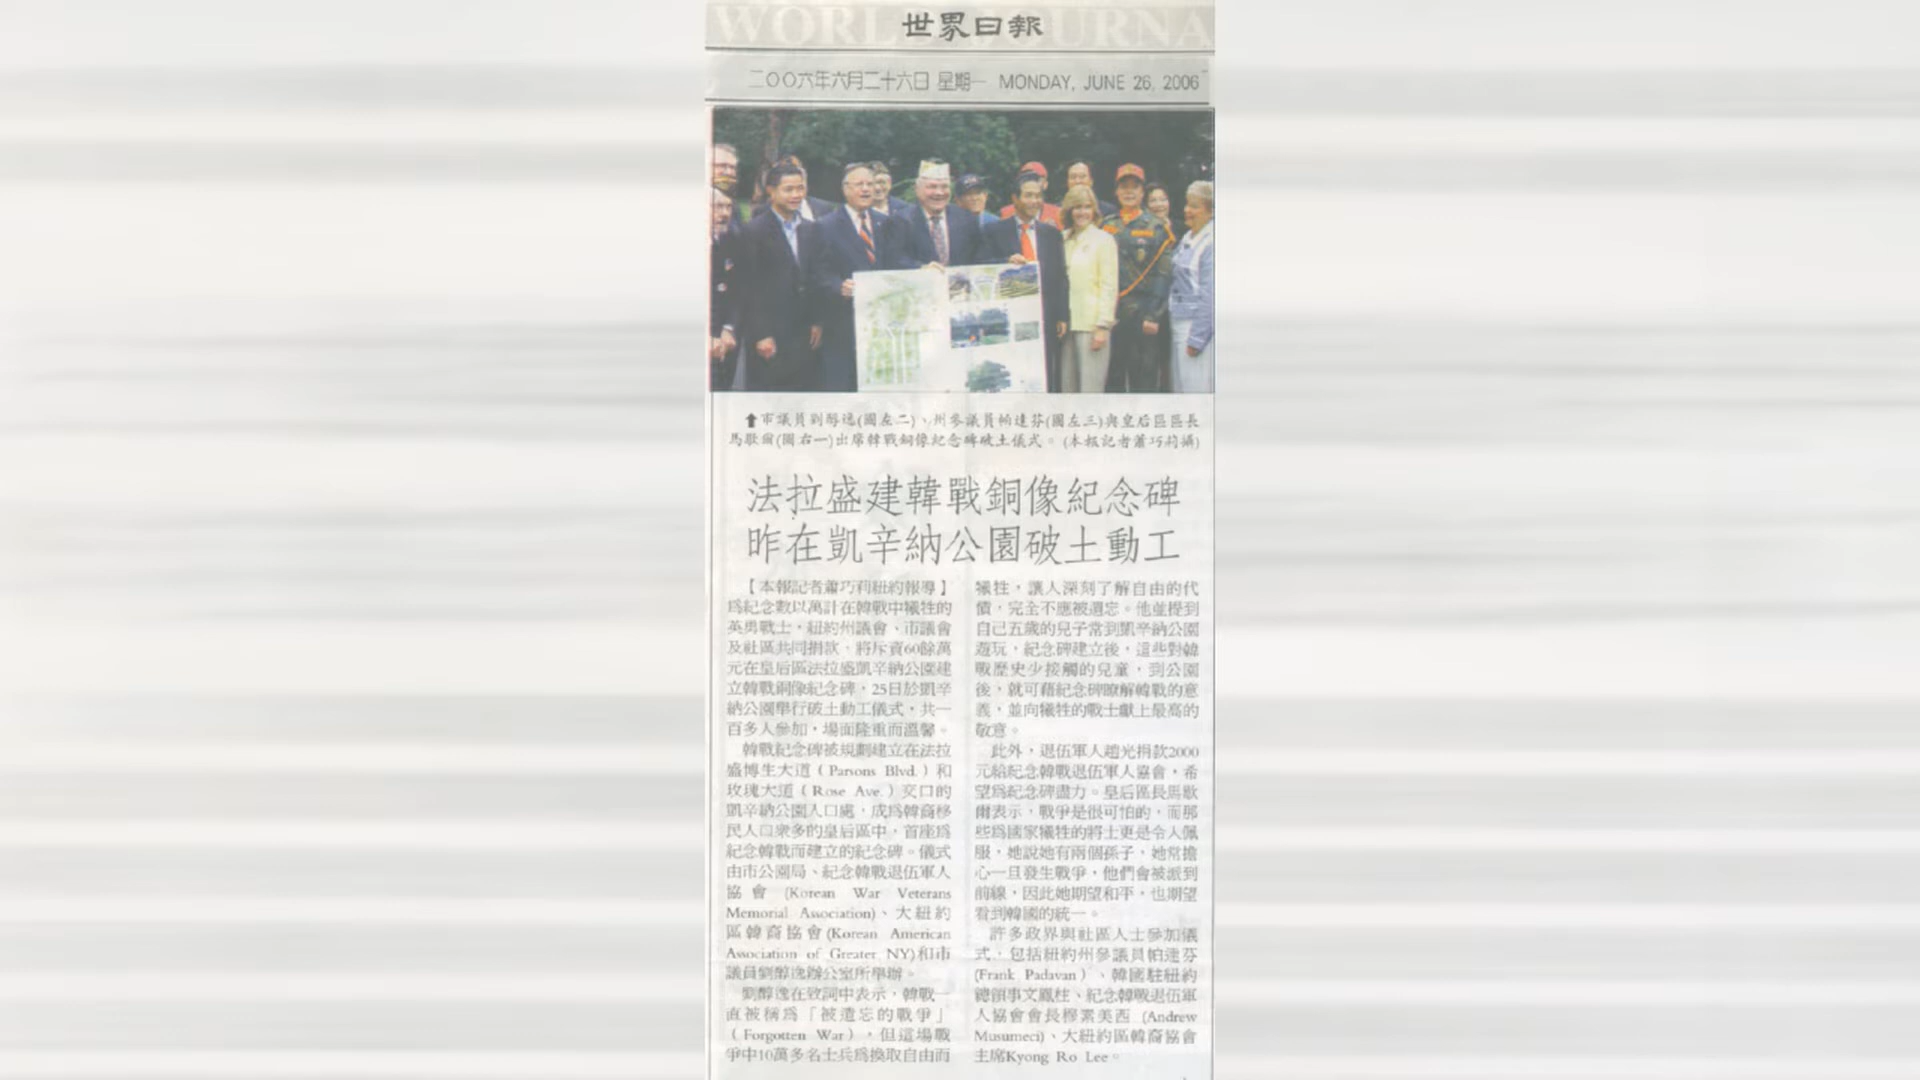 WORLD JOURNA
世界日報
二○○六年六月二十六日 星期一 MONDAY, JUNE 26, 2006
⬆市議員劉醇逸(圖左二)、州參議員帕達芬(圖左三)與皇后區區長
馬歇爾(圖右一)出席韓戰銅像紀念碑破土儀式。(本報記者蕭巧莉攝)
法拉盛建韓戰銅像紀念碑
昨在凱辛納公園破土動工
【本報記者蕭巧莉紐約報導】
為紀念數以萬計在韓戰中犧牲的
英勇戰士，紐約州議會、市議會
及社區共同捐款，將斥資60餘萬
元在皇后區法拉盛凱辛納公園建
立韓戰銅像紀念碑，25日於凱辛
納公園舉行破土動工儀式，共一
百多人參加，場面隆重而溫馨。
韓戰紀念碑被規劃建立在法拉
盛博生大道（Parsons Blvd.）和
玫瑰大道（Rose Ave.）交口的
凱辛納公園入口處，成為韓裔移
民人口眾多的皇后區中，首座為
紀念韓戰而建立的紀念碑。儀式
由市公園局、紀念韓戰退伍軍人
協會 (Korean War Veterans
Memorial Association)、大紐約
區韓裔協會(Korean American
Association of Greater NY)和市
議員劉醇逸辦公室所舉辦。
劉醇逸在致詞中表示，韓戰一
直被稱為「被遺忘的戰爭」
（Forgotten War），但這場戰
爭中10萬多名士兵為換取自由而
犧牲，讓人深刻了解自由的代
價，完全不應被遺忘。他並提到
自己五歲的兒子常到凱辛納公園
遊玩，紀念碑建立後，這些對韓
戰歷史少接觸的兒童，到公園
後，就可藉紀念碑瞭解韓戰的意
義，並向犧牲的戰士獻上最高的
敬意。
此外，退伍軍人趙光捐款2000
元給紀念韓戰退伍軍人協會，希
望為紀念碑盡力。皇后區長馬歇
爾表示，戰爭是很可怕的，而那
些為國家犧牲的將士更是令人佩
服，她說她有兩個孫子，她常擔
心一旦發生戰爭，他們會被派到
前線，因此她期望和平，也期望
看到韓國的統一。
許多政界與社區人士參加儀
式，包括紐約州參議員帕達芬
(Frank Padavan）、韓國駐紐約
總領事文鳳柱、紀念韓戰退伍軍
人協會會長穆素美西 (Andrew
Musumeci)、大紐約區韓裔協會
主席Kyong Ro Lee。